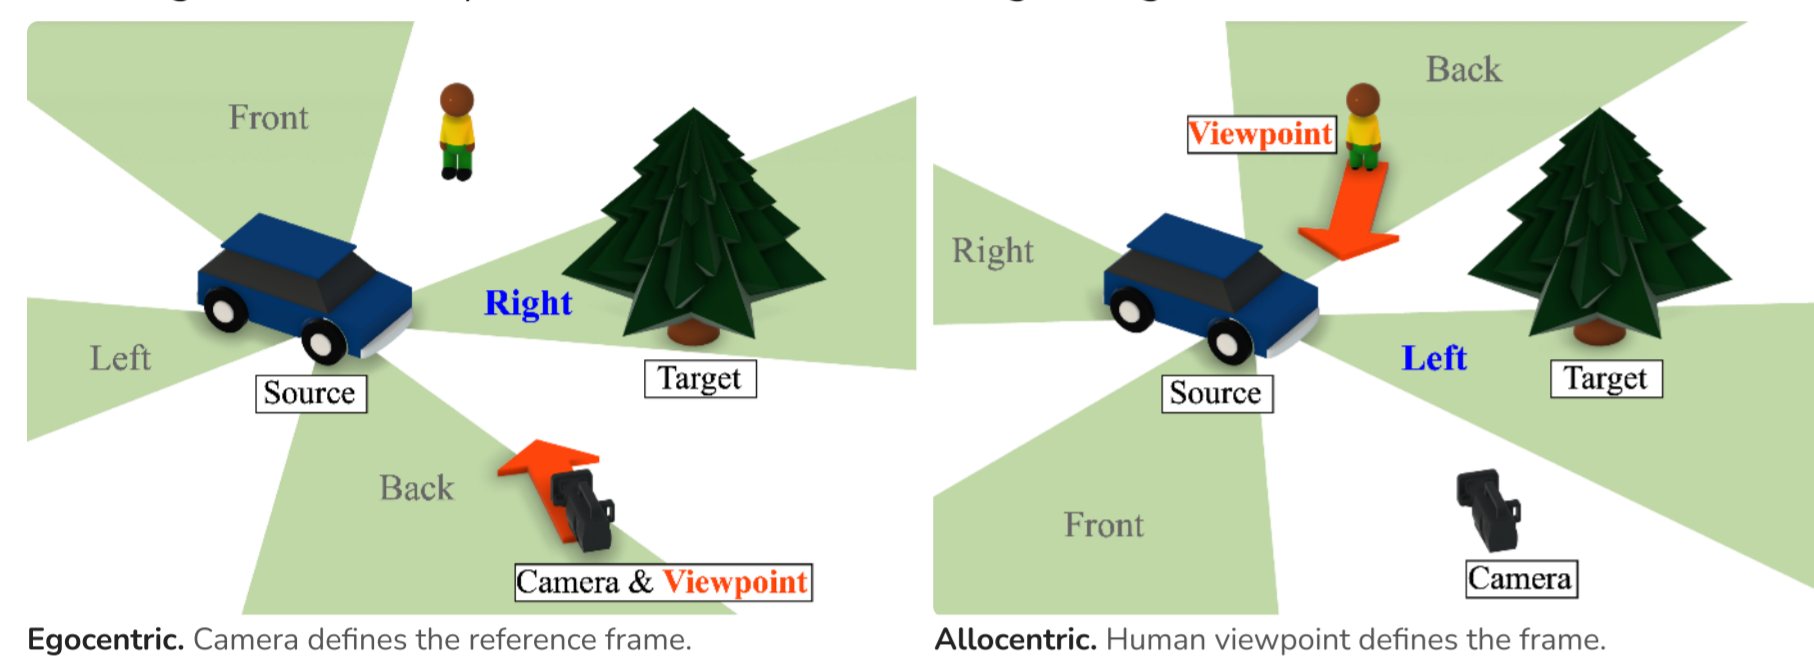 Front
Right
Left
Source
Target
Back
Camera & Viewpoint
Egocentric. Camera defines the reference frame.
Back
Viewpoint
Right
Left
Source
Target
Front
Camera
Allocentric. Human viewpoint defines the frame.